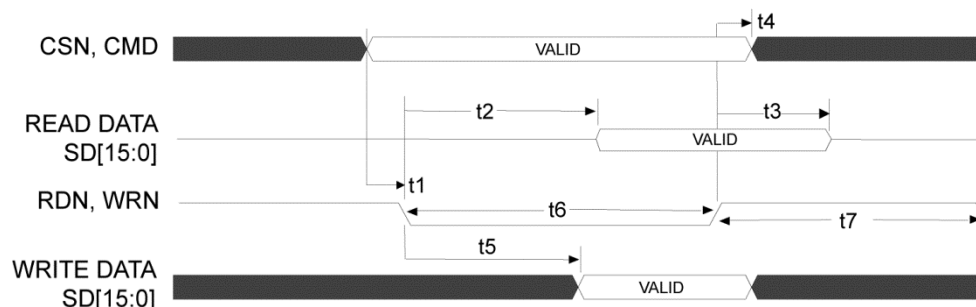 t4
CSN, CMD
VALID
t2
t3
READ DATA
SD[15:0]
VALID
t1
RDN, WRN
t6
t7
t5
WRITE DATA
SD[15:0]
VALID